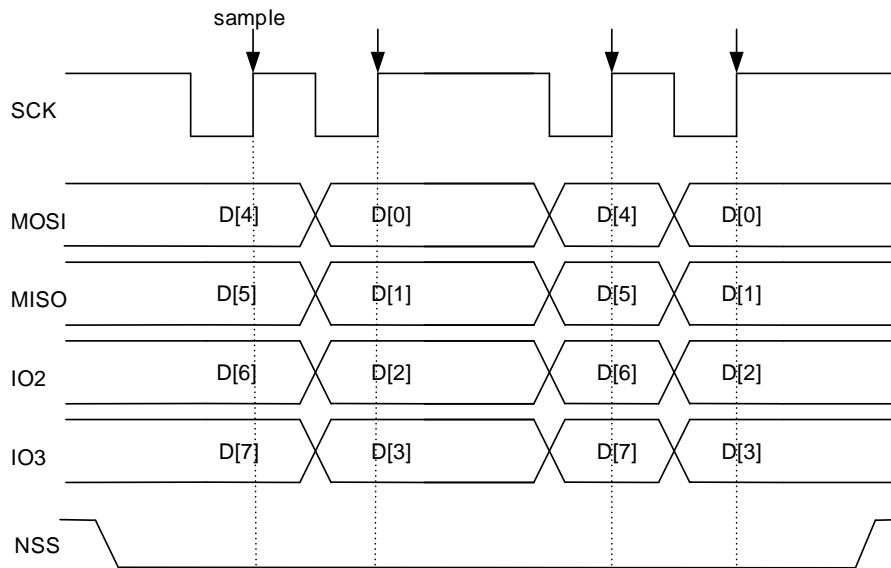 sample
SCK
MOSI D[4] D[0] D[4] D[0]
MISO D[5] D[1] D[5] D[1]
IO2 D[6] D[2] D[6] D[2]
IO3 D[7] D[3] D[7] D[3]
NSS